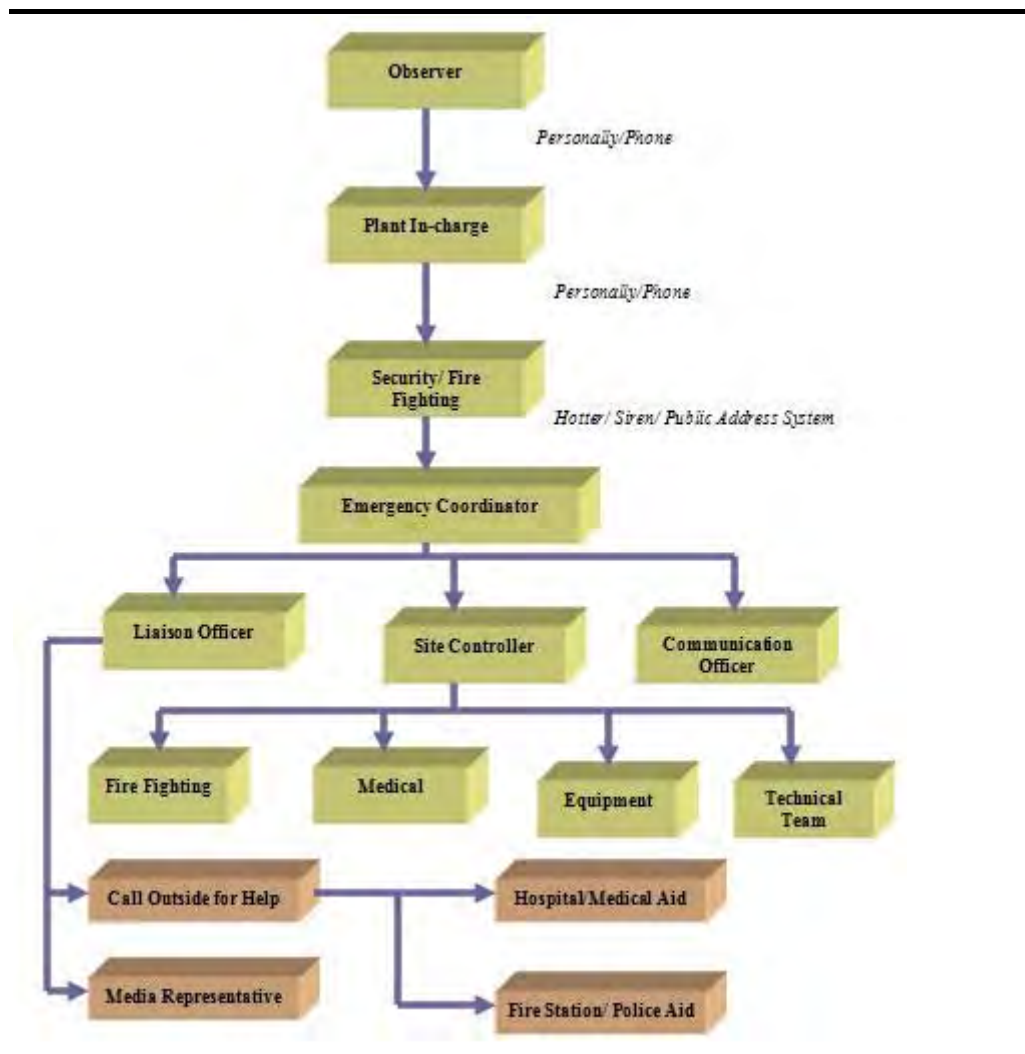 Observer
Personally/Phone
Plant In-charge
Personally/Phone
Security/ Fire
Fighting
Hotter/ Siren/ Public Address System
Emergency Coordinator
Liaison Officer
Site Controller
Communication
Officer
Fire Fighting
Medical
Equipment
Technical
Team
Call Outside for Help
Hospital/Medical Aid
Media Representative
Fire Station/ Police Aid